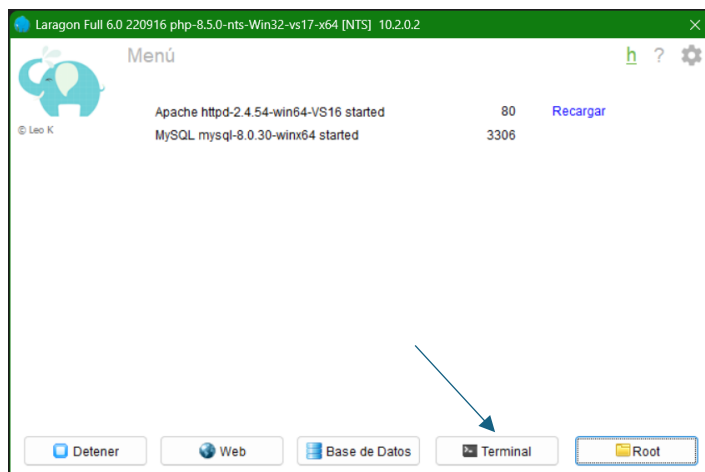 Laragon Full 6.0 220916 php-8.5.0-nts-Win32-vs17-x64 [NTS] 10.2.0.2
Menú
h ?
© Leo K
Apache httpd-2.4.54-win64-VS16 started 80 Recargar
MySQL mysql-8.0.30-winx64 started 3306
Detener Web Base de Datos Terminal Root